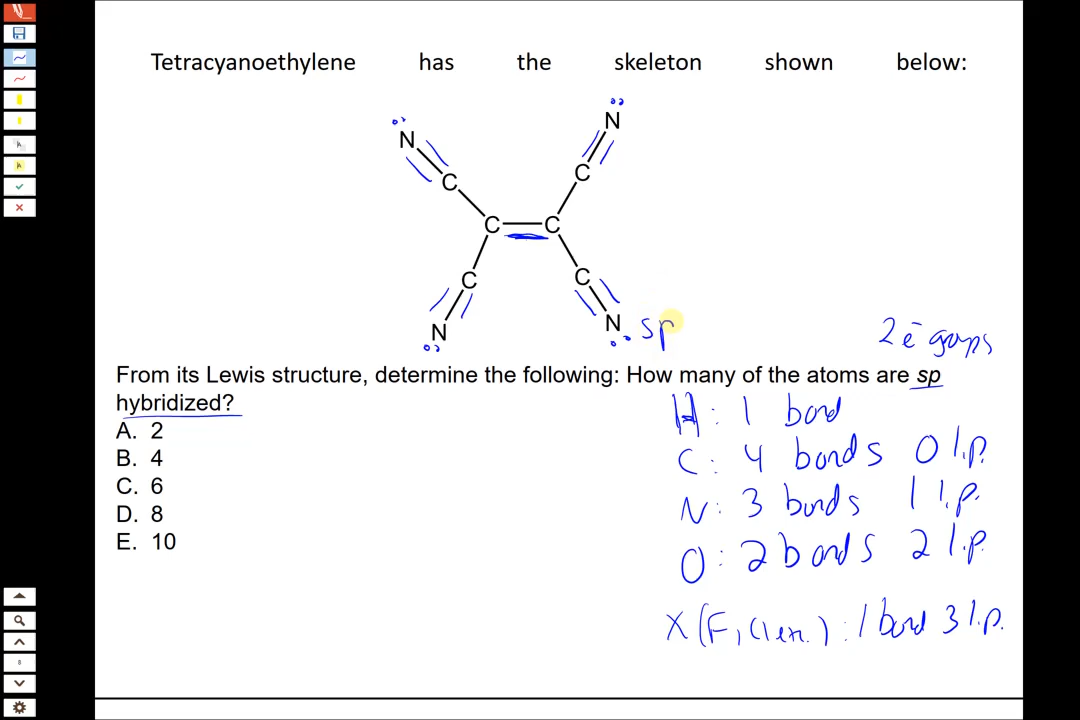 Tetracyanoethylene has the skeleton shown below:
N N
C C
C C
C C
N N sp
2 e⁻ groups
From its Lewis structure, determine the following: How many of the atoms are sp
hybridized?
H: 1 bond
A. 2
C: 4 bonds 0 l.p.
B. 4
C. 6
N: 3 bonds 1 l.p.
D. 8
E. 10
O: 2 bonds 2 l.p.
X (F, Cl : 1 bond 3 l.p.
8